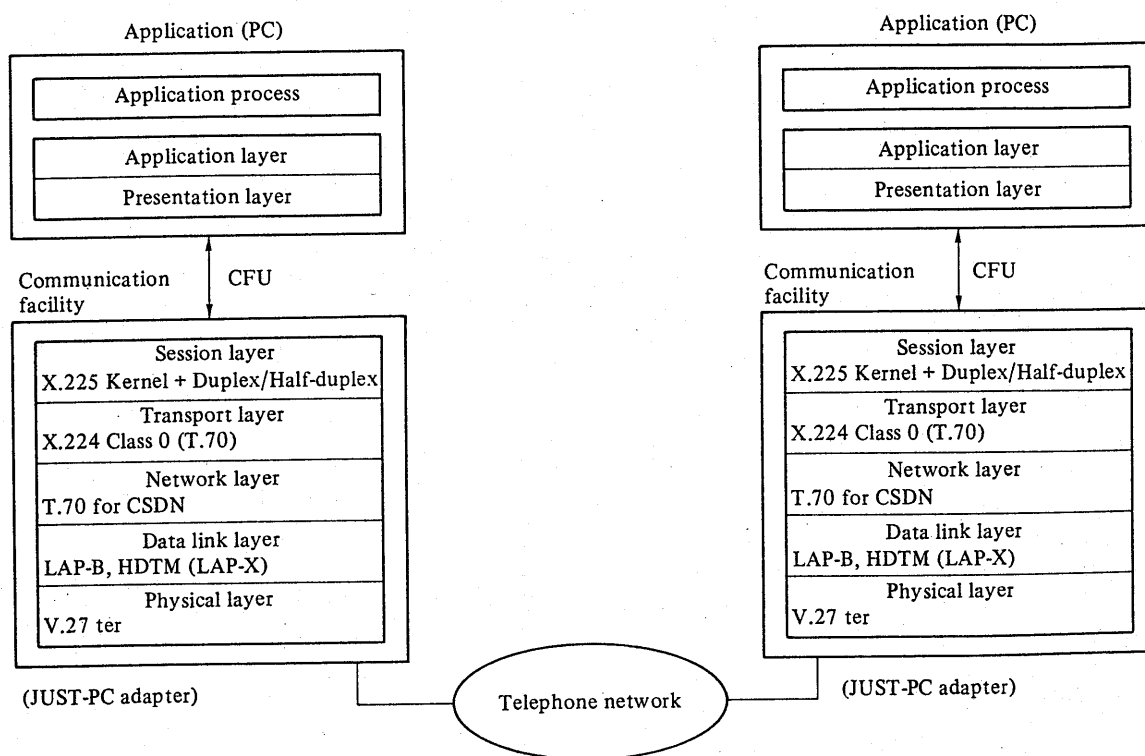 Application (PC)
Application process
Application layer
Presentation layer
Communication
facility
CFU
Session layer
X.225 Kernel + Duplex/Half-duplex
Transport layer
X.224 Class 0 (T.70)
Network layer
T.70 for CSDN
Data link layer
LAP-B, HDTM (LAP-X)
Physical layer
V.27 ter
(JUST-PC adapter)
Telephone network
Application (PC)
Application process
Application layer
Presentation layer
Communication
facility
CFU
Session layer
X.225 Kernel + Duplex/Half-duplex
Transport layer
X.224 Class 0 (T.70)
Network layer
T.70 for CSDN
Data link layer
LAP-B, HDTM (LAP-X)
Physical layer
V.27 ter
(JUST-PC adapter)